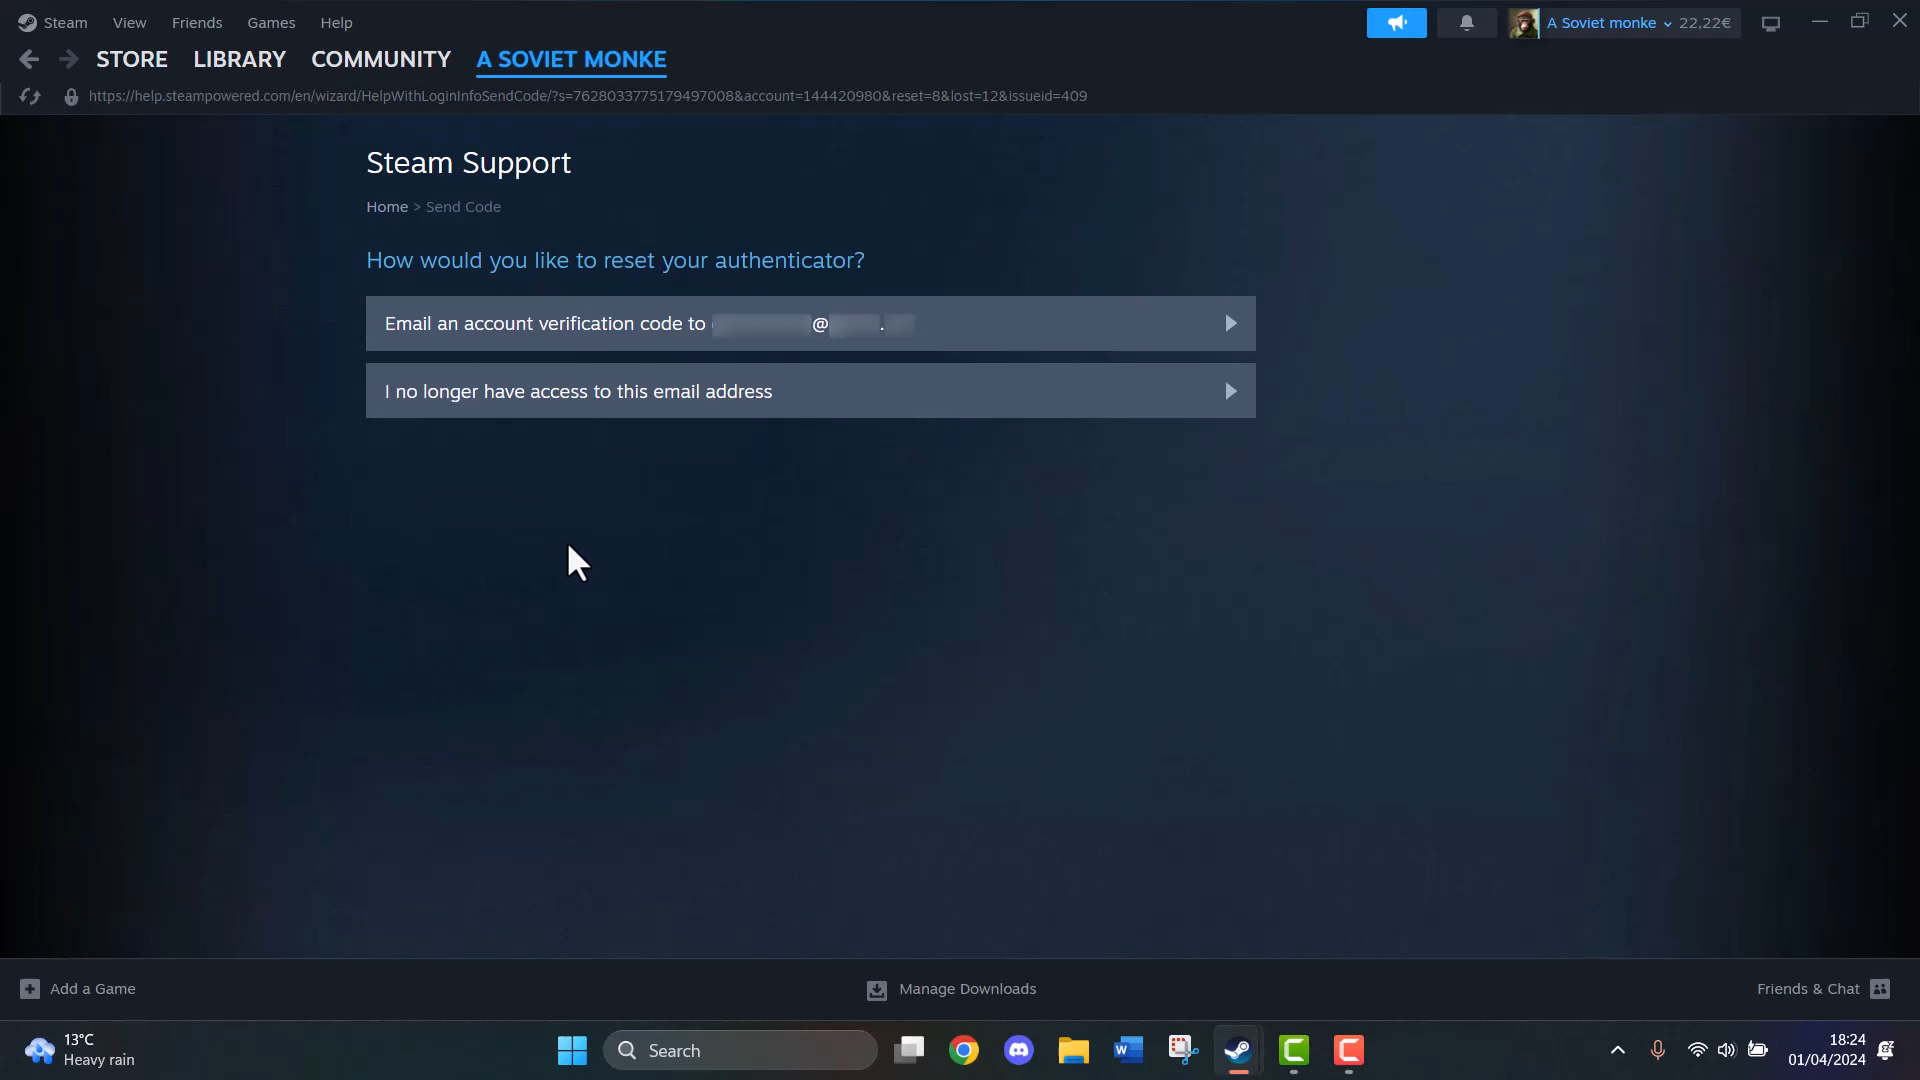 Steam View Friends Games Help
A Soviet monke 22,22€
STORE LIBRARY COMMUNITY A SOVIET MONKE
https://help.steampowered.com/en/wizard/HelpWithLoginInfoSendCode/?s=7628033775179497008&account=144420980&reset=8&lost=12&issueid=409
Steam Support
Home > Send Code
How would you like to reset your authenticator?
Email an account verification code to @ .
I no longer have access to this email address
Add a Game
Manage Downloads
Friends & Chat
13°C
Heavy rain
Search
18:24
01/04/2024